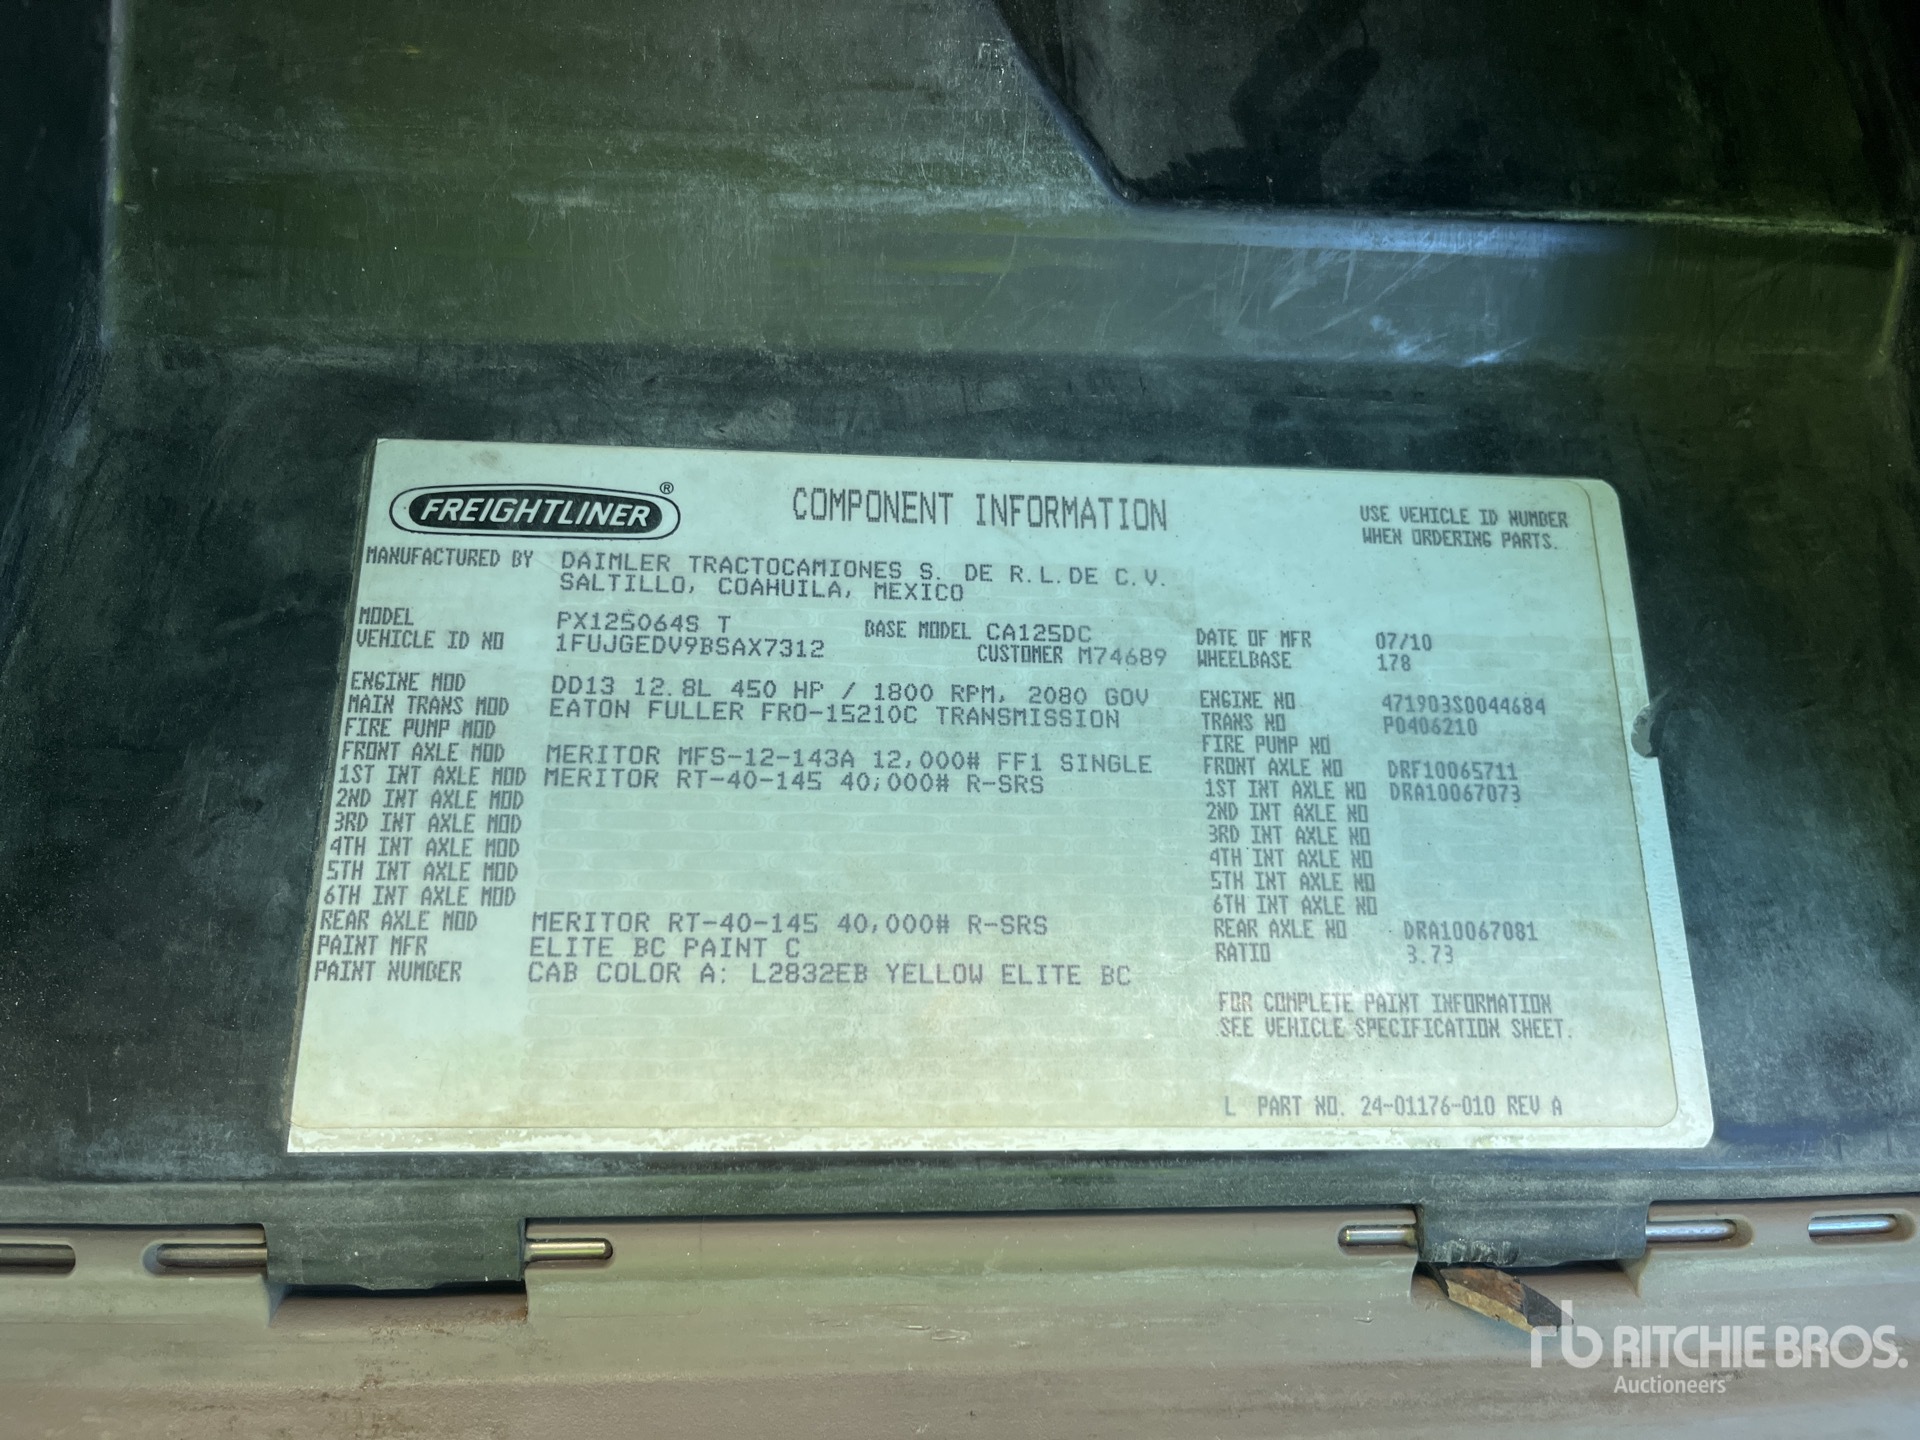 FREIGHTLINER ®
COMPONENT INFORMATION
USE VEHICLE ID NUMBER
WHEN ORDERING PARTS.
MANUFACTURED BY DAIMLER TRACTOCAMIONES S. DE R.L.DE C.V.
SALTILLO, COAHUILA, MEXICO
MODEL PX125064S T BASE MODEL CA125DC DATE OF MFR 07/10
VEHICLE ID NO 1FUJGEDV9BSAX7312 CUSTOMER M74689 WHEELBASE 178
ENGINE MOD DD13 12.8L 450 HP / 1800 RPM, 2080 GOV ENGINE NO 471903S0044684
MAIN TRANS MOD EATON FULLER FRO-15210C TRANSMISSION TRANS NO P0406210
FIRE PUMP MOD FIRE PUMP NO
FRONT AXLE MOD MERITOR MFS-12-143A 12,000# FF1 SINGLE FRONT AXLE NO DRF10065711
1ST INT AXLE MOD MERITOR RT-40-145 40,000# R-SRS 1ST INT AXLE NO DRA10067073
2ND INT AXLE MOD 2ND INT AXLE NO
3RD INT AXLE MOD 3RD INT AXLE NO
4TH INT AXLE MOD 4TH INT AXLE NO
5TH INT AXLE MOD 5TH INT AXLE NO
6TH INT AXLE MOD 6TH INT AXLE NO
REAR AXLE MOD MERITOR RT-40-145 40,000# R-SRS REAR AXLE NO DRA10067081
PAINT MFR ELITE BC PAINT C RATIO 3.73
PAINT NUMBER CAB COLOR A: L2832EB YELLOW ELITE BC
FOR COMPLETE PAINT INFORMATION
SEE VEHICLE SPECIFICATION SHEET.
L PART NO. 24-01176-010 REV A
rb RITCHIE BROS.
Auctioneers